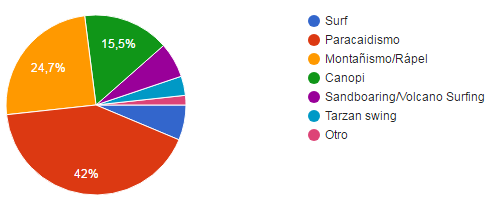 15,5%
24,7%
42%
Surf
Paracaidismo
Montañismo/Rápel
Canopi
Sandboaring/Volcano Surfing
Tarzan swing
Otro